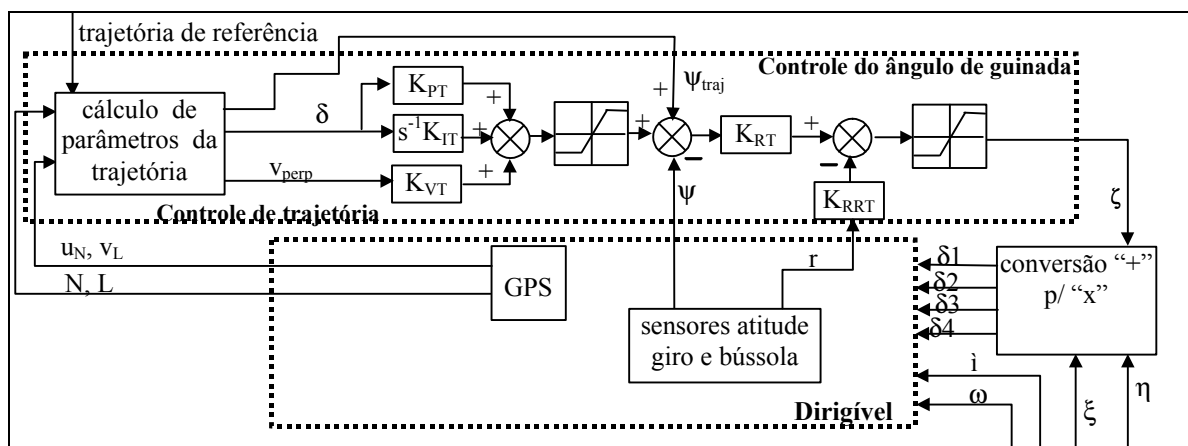 trajetória de referência
Controle do ângulo de guinada
cálculo de
parâmetros da
trajetória
δ
v_perp
K_PT
s⁻¹K_IT
K_VT
+
+
+
+
+
ψ_traj
–
ψ
K_RT
+
–
K_RRT
ζ
Controle de trajetória
u_N, v_L
N, L
GPS
r
sensores atitude
giro e bússola
δ1
δ2
δ3
δ4
conversão “+”
p/ “x”
ì
ω
ξ
η
Dirigível